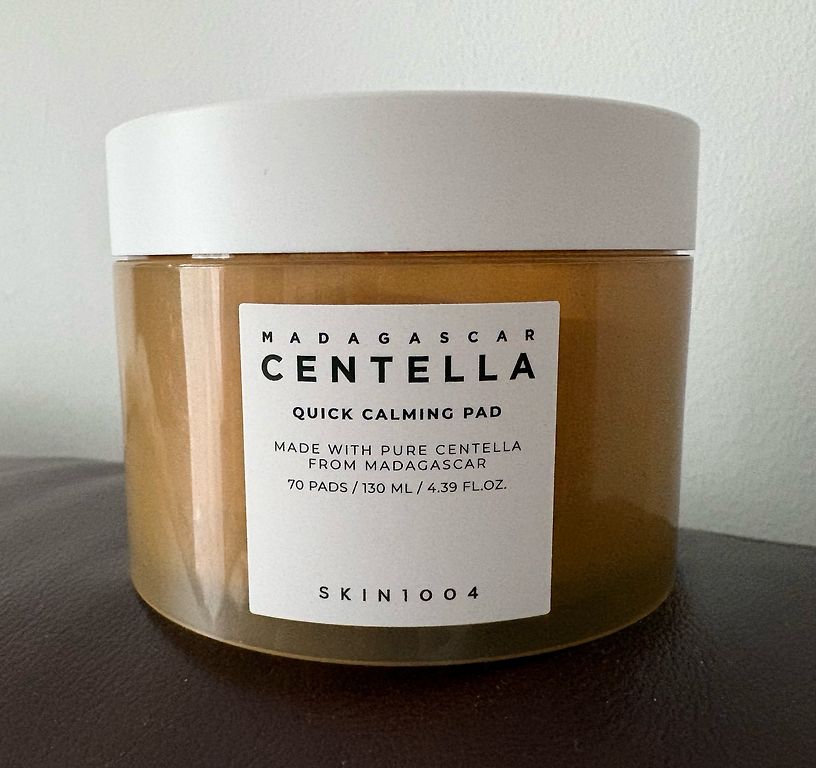 MADAGASCAR
CENTELLA
QUICK CALMING PAD
MADE WITH PURE CENTELLA
FROM MADAGASCAR
70 PADS / 130 ML / 4.39 FL.OZ.
SKIN1004